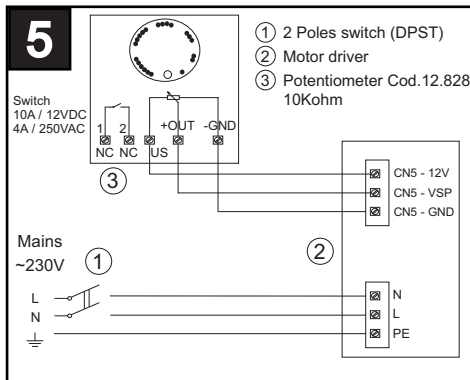 5
① 2 Poles switch (DPST)
② Motor driver
③ Potentiometer Cod.12.828
10Kohm
Switch
10A / 12VDC
4A / 250VAC
1 2 +OUT -GND
NC NC US
③
CN5 - 12V
CN5 - VSP
CN5 - GND
②
Mains
~230V
①
L
N
N
L
PE